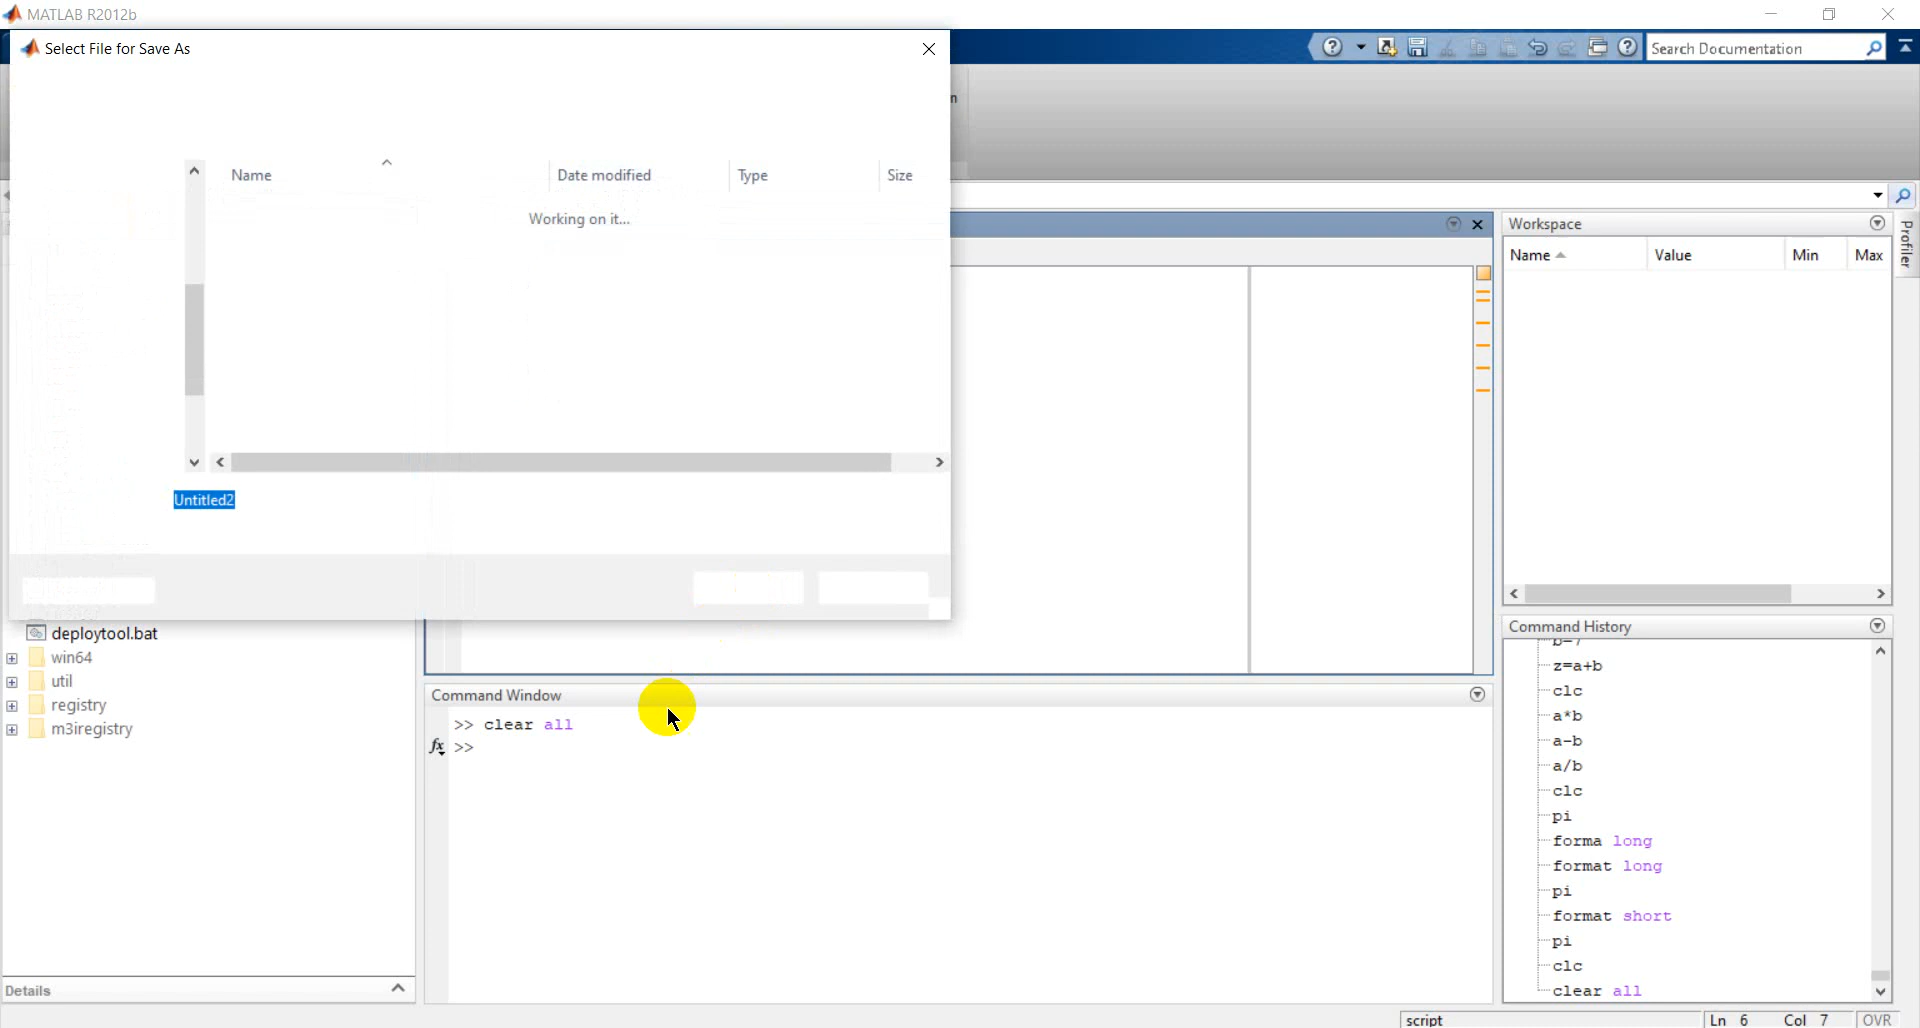 MATLAB R2012b
Select File for Save As
Search Documentation
n
Name
Date modified
Type
Size
Working on it...
Untitled2
Workspace
Name
Value
Min
Max
Profiler
deploytool.bat
win64
util
registry
m3iregistry
Details
Command Window
>> clear all
fx >>
Command History
b=7
z=a+b
clc
a*b
a-b
a/b
clc
pi
forma long
format long
pi
format short
pi
clc
clear all
script
Ln 6
Col 7
OVR